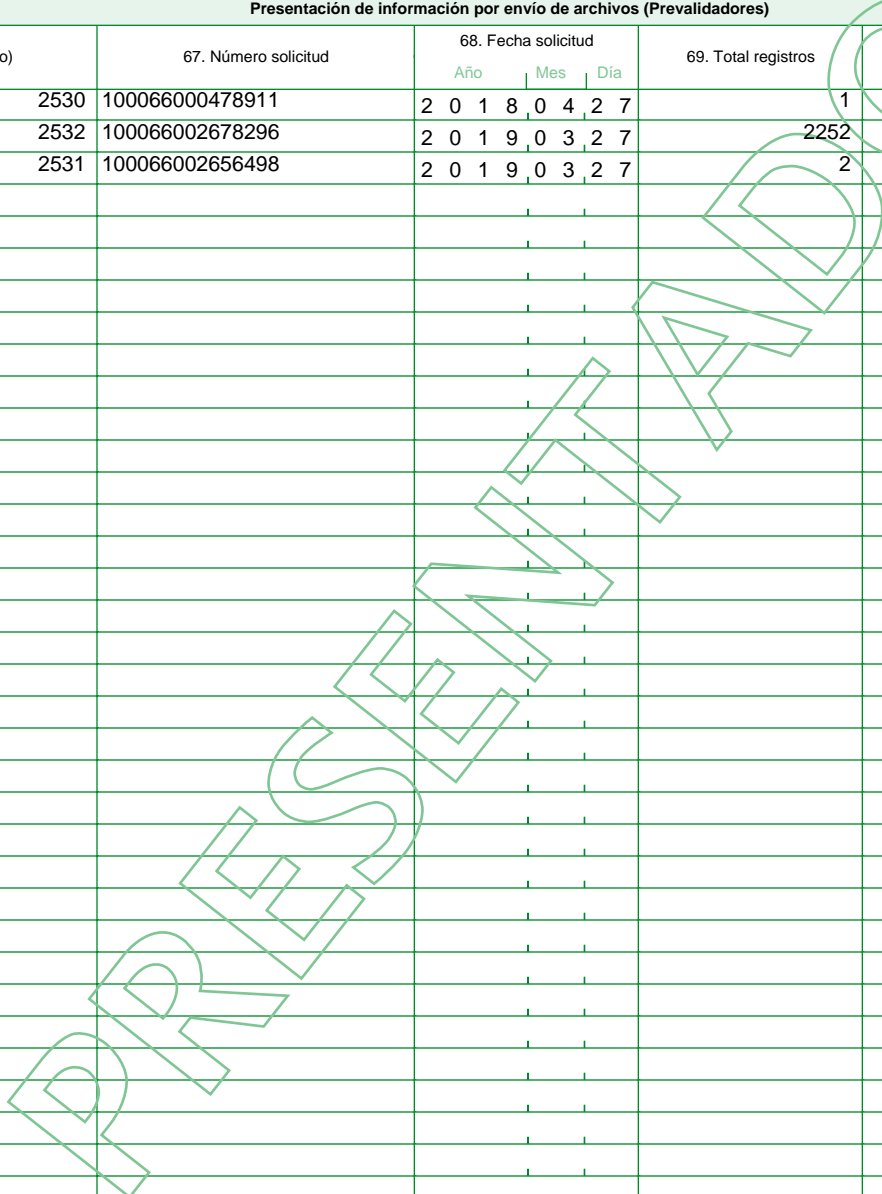 Presentación de información por envío de archivos (Prevalidadores)
o) 67. Número solicitud 68. Fecha solicitud 69. Total registros
Año Mes Día
2530 100066000478911 2 0 1 8 0 4 2 7 1
2532 100066002678296 2 0 1 9 0 3 2 7 2252
2531 100066002656498 2 0 1 9 0 3 2 7 2
PRESENTADO